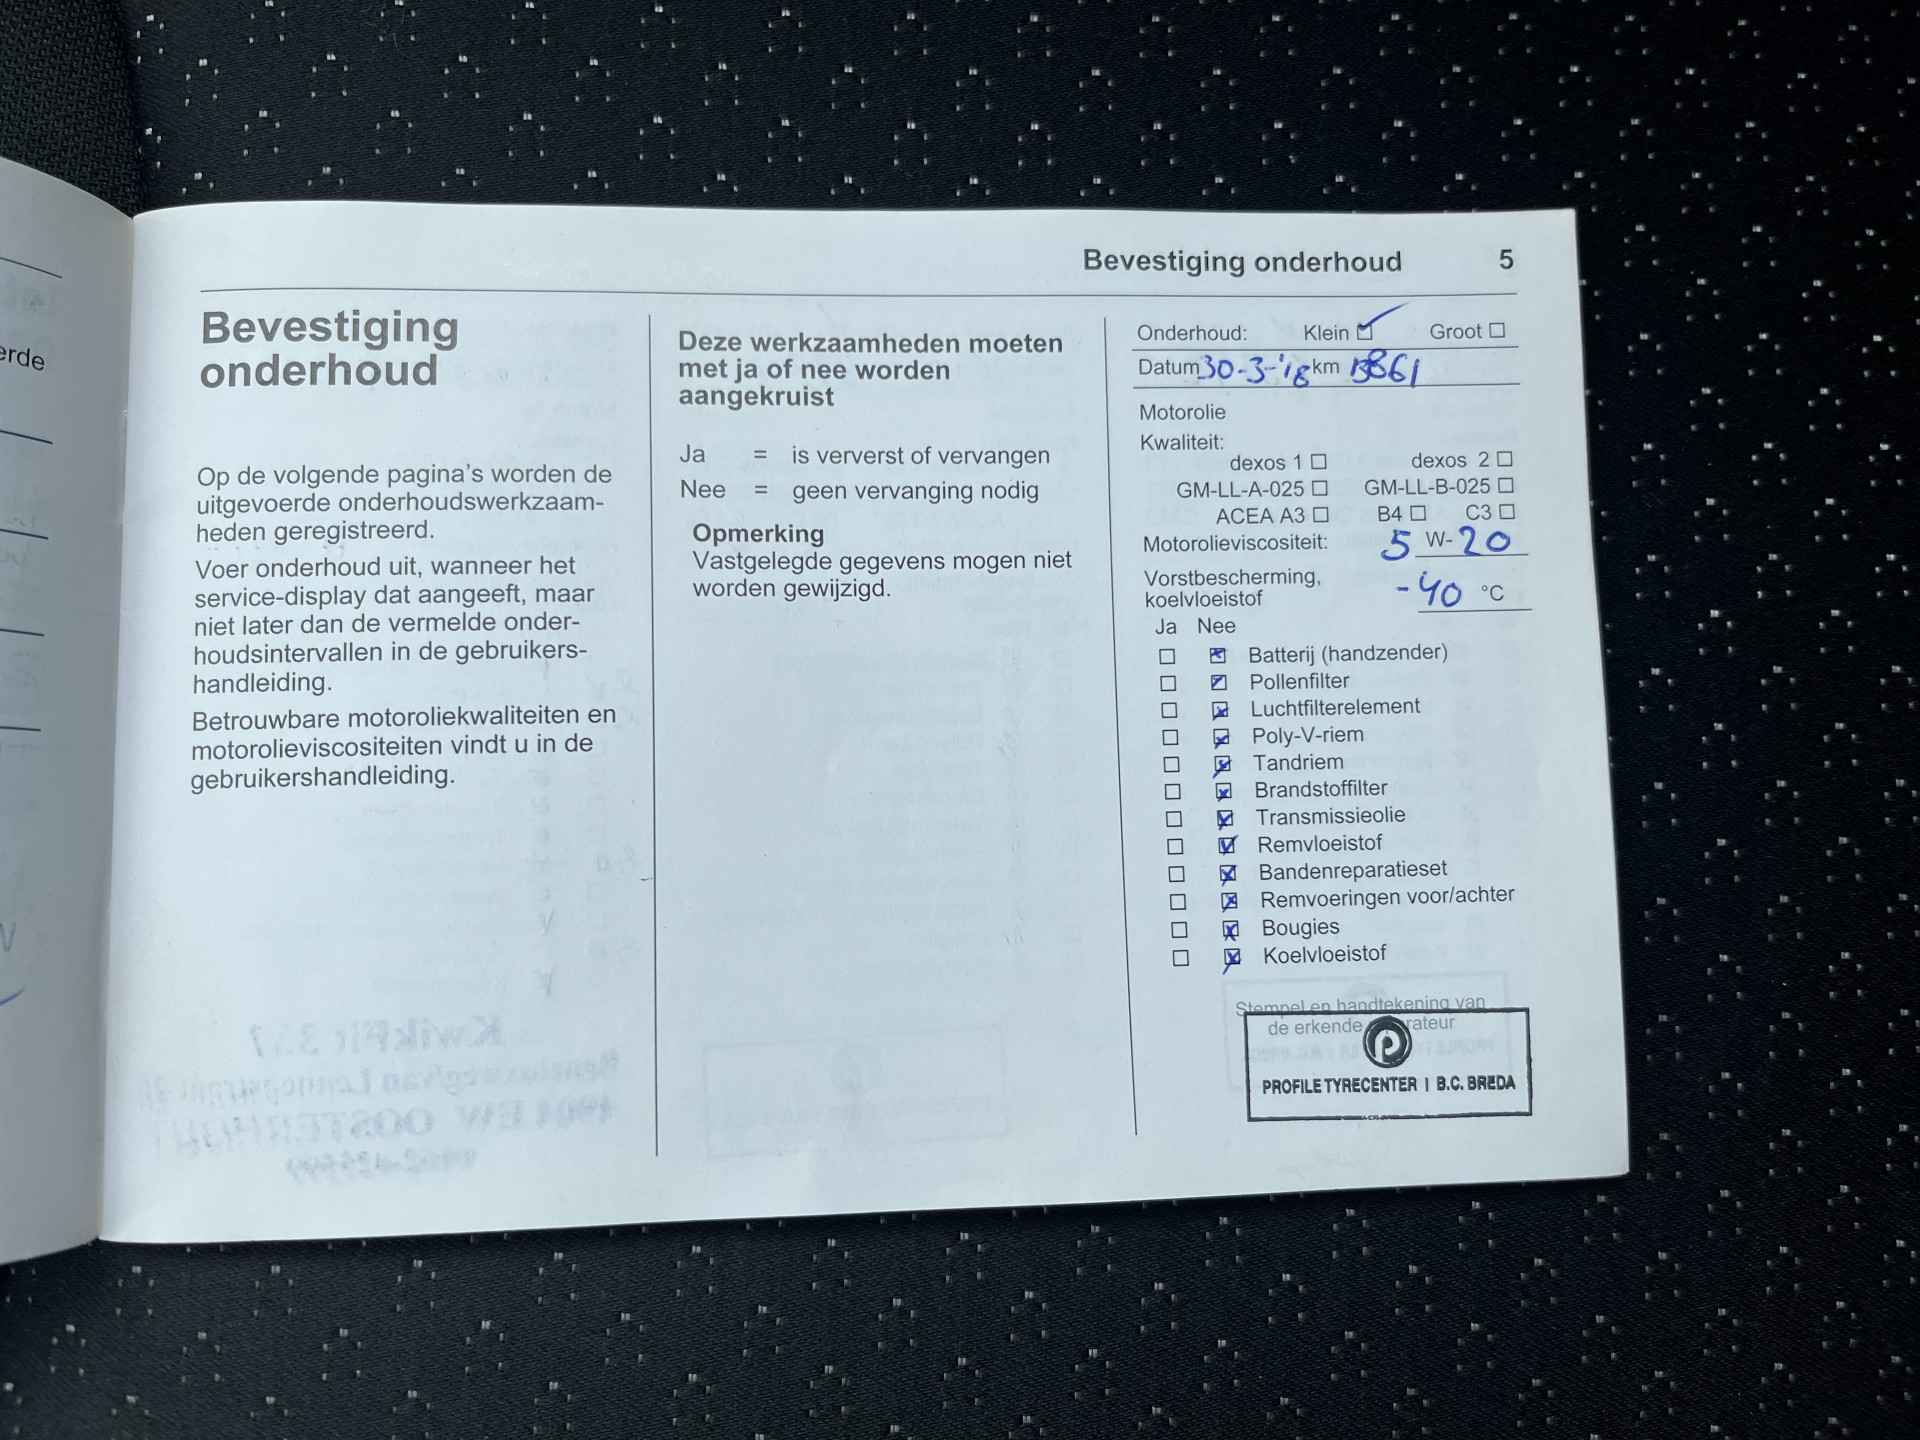 erde
Bevestiging onderhoud 5
Bevestiging
onderhoud
Op de volgende pagina's worden de
uitgevoerde onderhoudswerkzaam-
heden geregistreerd.
Voer onderhoud uit, wanneer het
service-display dat aangeeft, maar
niet later dan de vermelde onder-
houdsintervallen in de gebruikers-
handleiding.
Betrouwbare motoroliekwaliteiten en
motorolieviscositeiten vindt u in de
gebruikershandleiding.
Deze werkzaamheden moeten
met ja of nee worden
aangekruist
Ja = is ververst of vervangen
Nee = geen vervanging nodig
Opmerking
Vastgelegde gegevens mogen niet
worden gewijzigd.
Onderhoud: Klein Groot
Datum 30-3-'18 km
Motorolie
Kwaliteit:
dexos 1 dexos 2
GM-LL-A-025 GM-LL-B-025
ACEA A3 B4 C3
Motorolieviscositeit: 5 W-20
Vorstbescherming,
koelvloeistof -40 °C
Ja Nee
Batterij (handzender)
Pollenfilter
Luchtfilterelement
Poly-V-riem
Tandriem
Brandstoffilter
Transmissieolie
Remvloeistof
Bandenreparatieset
Remvoeringen voor/achter
Bougies
Koelvloeistof
Stempel en handtekening van
de erkende
PROFILE TYRECENTER | B.C. BREDA